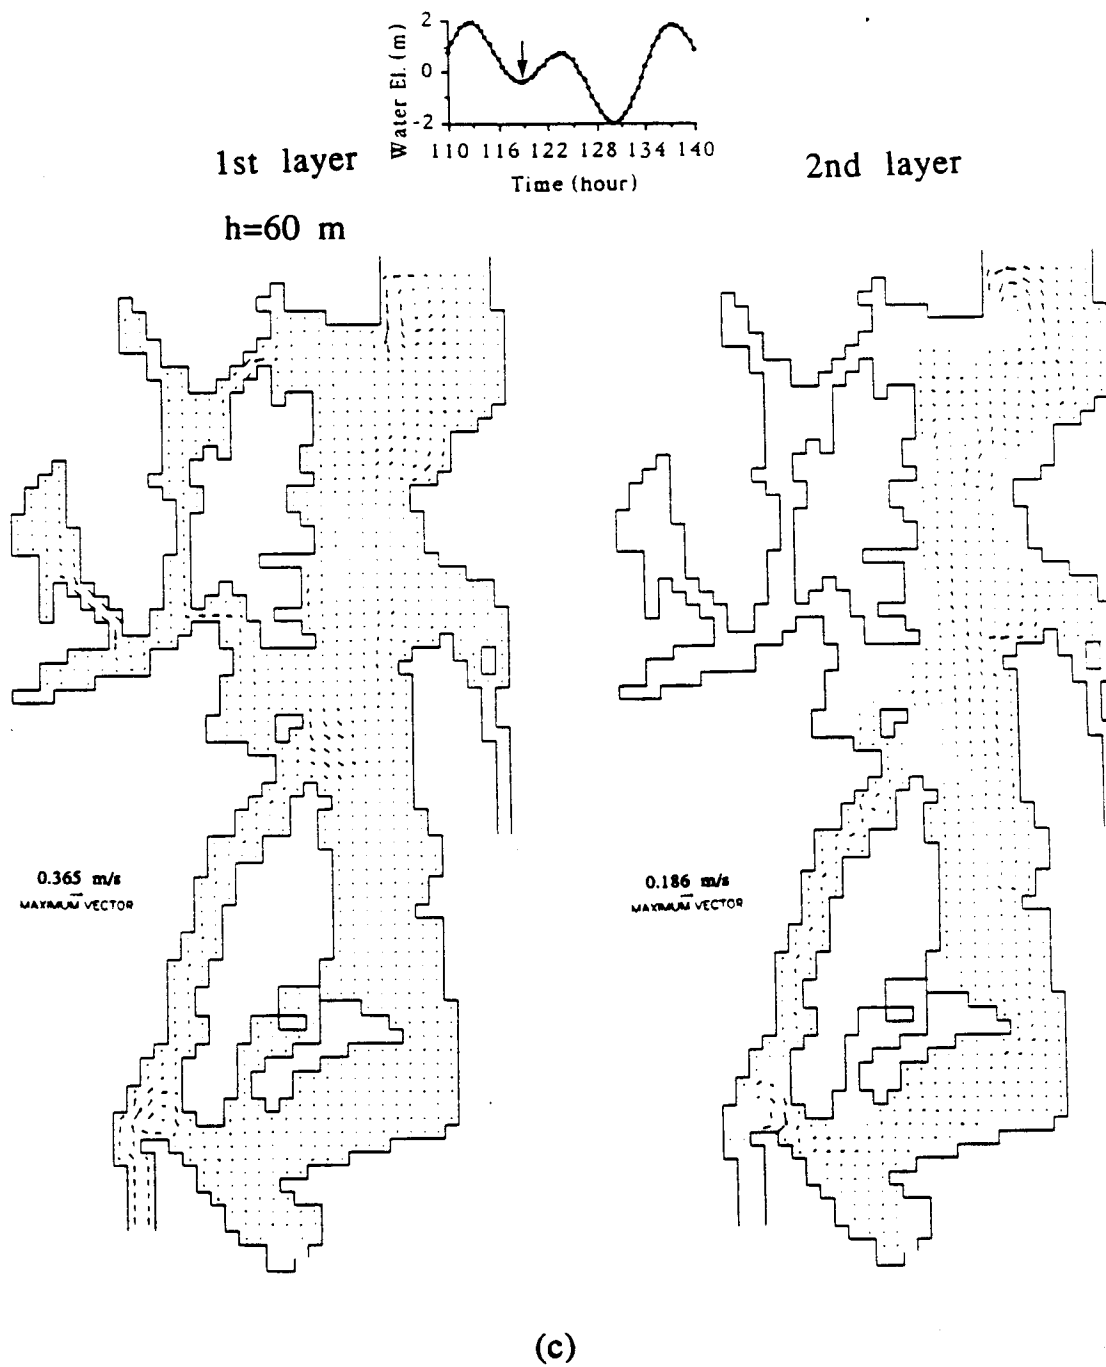 2
0
-2
Water El. (m)
110 116 122 128 134 140
Time (hour)
1st layer
2nd layer
h=60 m
0.365 m/s
MAXIMUM VECTOR
0.186 m/s
MAXIMUM VECTOR
(c)